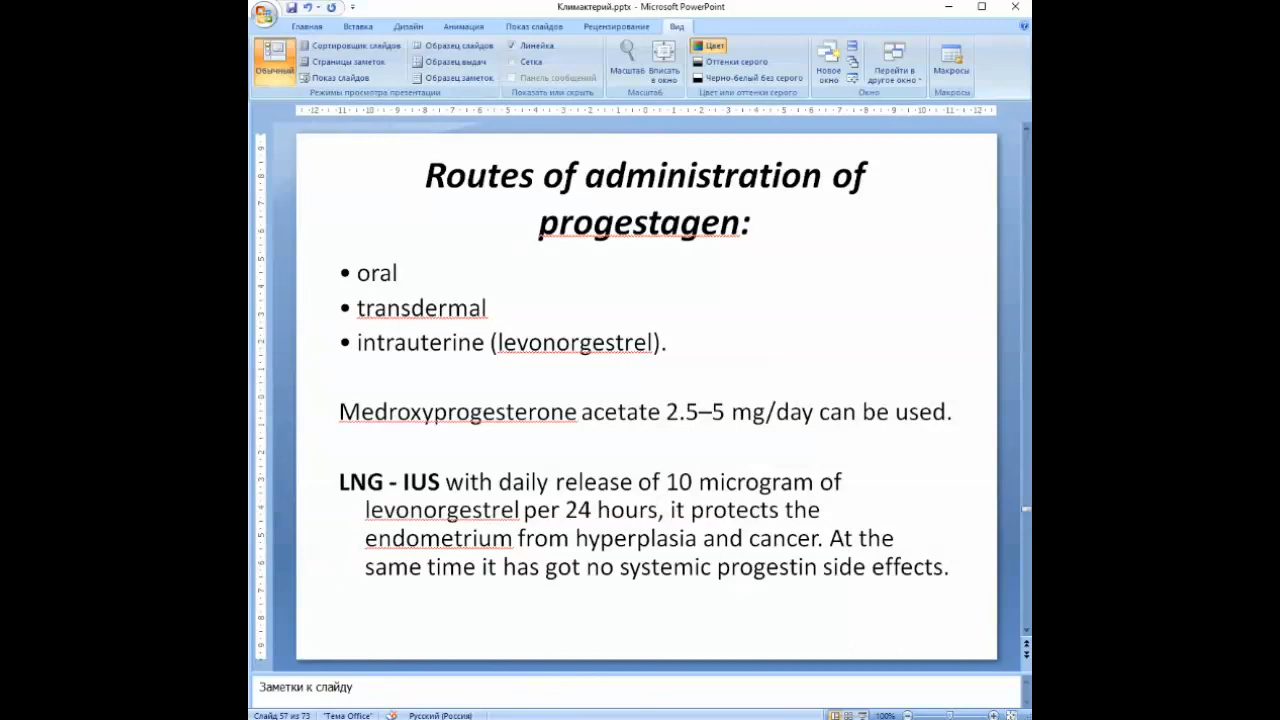 Климактерий.pptx - Microsoft PowerPoint
Главная Вставка Дизайн Анимация Показ слайдов Рецензирование Вид
Обычный
Сортировщик слайдов
Страницы заметок
Показ слайдов
Образец слайдов
Образец выдач
Образец заметок
Режимы просмотра презентации
Линейка
Сетка
Панель сообщений
Показать или скрыть
Масштаб
Вписать в окно
Масштаб
Цвет
Оттенки серого
Черно-белый без серого
Цвет или оттенки серого
Новое окно
Перейти в другое окно
Окно
Макросы
Макросы
Routes of administration of
progestagen:
• oral
• transdermal
• intrauterine (levonorgestrel).
Medroxyprogesterone acetate 2.5–5 mg/day can be used.
LNG - IUS with daily release of 10 microgram of
levonorgestrel per 24 hours, it protects the
endometrium from hyperplasia and cancer. At the
same time it has got no systemic progestin side effects.
Заметки к слайду
Слайд 57 из 73 "Тема Office" Русский (Россия) 100%